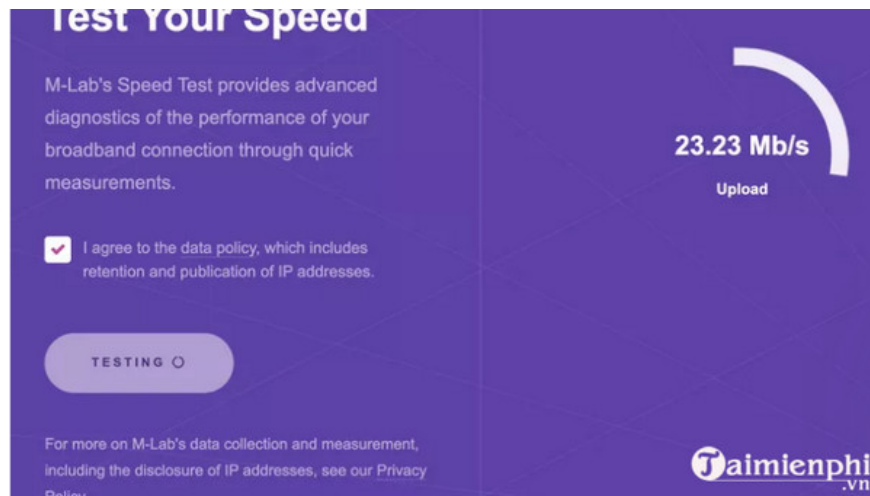 Test Your Speed
M-Lab's Speed Test provides advanced
diagnostics of the performance of your
broadband connection through quick
measurements.
I agree to the data policy, which includes
retention and publication of IP addresses.
TESTING
For more on M-Lab's data collection and measurement,
including the disclosure of IP addresses, see our Privacy
Policy
23.23 Mb/s
Upload
Taimienphi
.vn